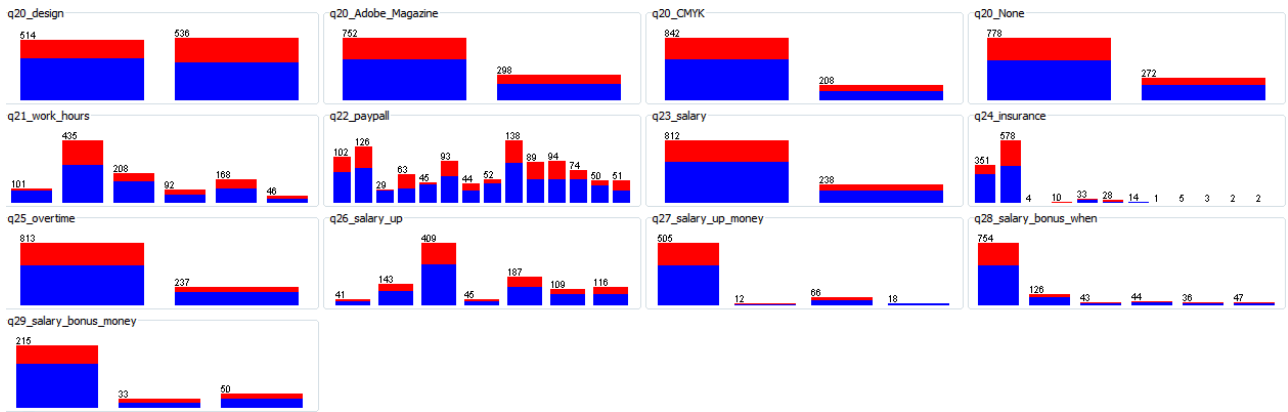 q20_design
514 536
q20_Adobe_Magazine
752 298
q20_CMYK
842 208
q20_None
778 272
q21_work_hours
101 435 208 92 168 46
q22_paypall
102 126 29 63 45 93 44 52 138 89 94 74 50 51
q23_salary
812 238
q24_insurance
351 578 4 10 33 28 14 1 5 3 2 2
q25_overtime
813 237
q26_salary_up
41 143 409 45 187 109 116
q27_salary_up_money
505 12 66 18
q28_salary_bonus_when
754 126 43 44 36 47
q29_salary_bonus_money
215 33 50